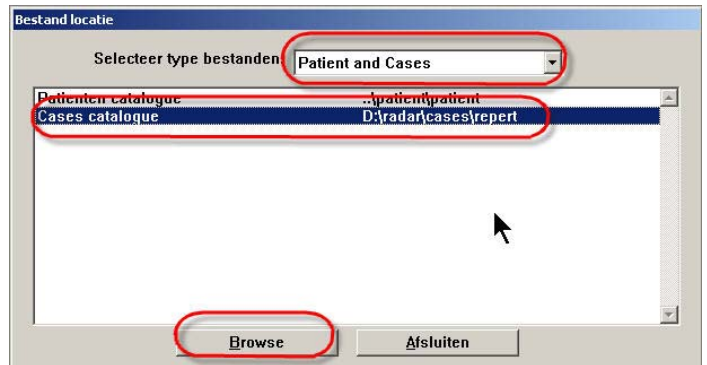 Bestand locatie
Selecteer type bestanden: Patient and Cases
Patienten catalogue ..\patient\patient
Cases catalogue D:\radar\cases\repert
Browse Afsluiten